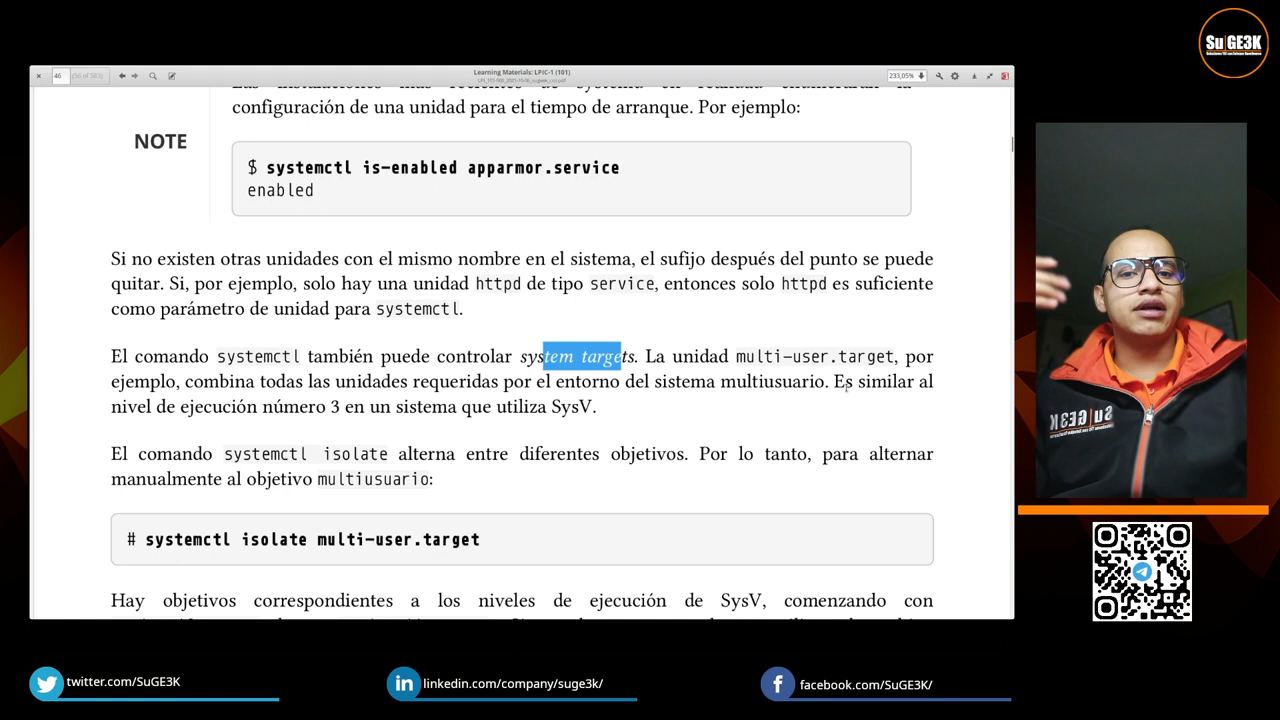 SuGE3K
46 (56 of 583)
Learning Materials: LPIC-1 (101)
233,05%
configuración de una unidad para el tiempo de arranque. Por ejemplo:
NOTE
$ systemctl is-enabled apparmor.service
enabled
Si no existen otras unidades con el mismo nombre en el sistema, el sufijo después del punto se puede
quitar. Si, por ejemplo, solo hay una unidad httpd de tipo service, entonces solo httpd es suficiente
como parámetro de unidad para systemctl.
El comando systemctl también puede controlar system targets. La unidad multi-user.target, por
ejemplo, combina todas las unidades requeridas por el entorno del sistema multiusuario. Es similar al
nivel de ejecución número 3 en un sistema que utiliza SysV.
El comando systemctl isolate alterna entre diferentes objetivos. Por lo tanto, para alternar
manualmente al objetivo multiusuario:
# systemctl isolate multi-user.target
Hay objetivos correspondientes a los niveles de ejecución de SysV, comenzando con
SuGE3K
twitter.com/SuGE3K
linkedin.com/company/suge3k/
facebook.com/SuGE3K/